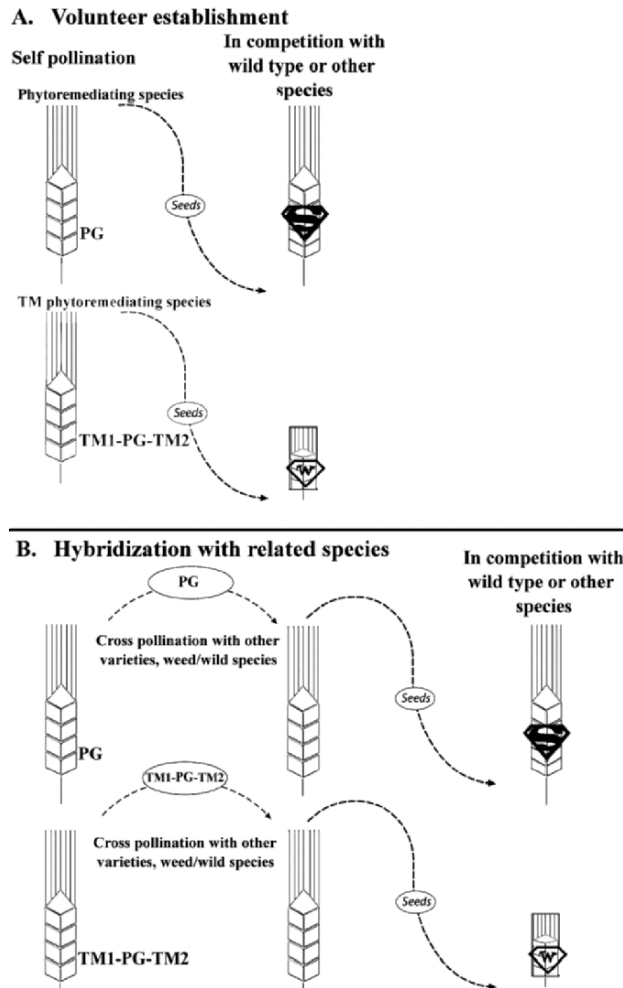 A. Volunteer establishment
Self pollination
In competition with
wild type or other
species
Phytoremediating species
Seeds
S
PG
TM phytoremediating species
Seeds
TM1-PG-TM2
W
B. Hybridization with related species
In competition with
wild type or other
species
PG
Cross pollination with other
varieties, weed/wild species
Seeds
S
PG
TM1-PG-TM2
Cross pollination with other
varieties, weed/wild species
Seeds
TM1-PG-TM2
W